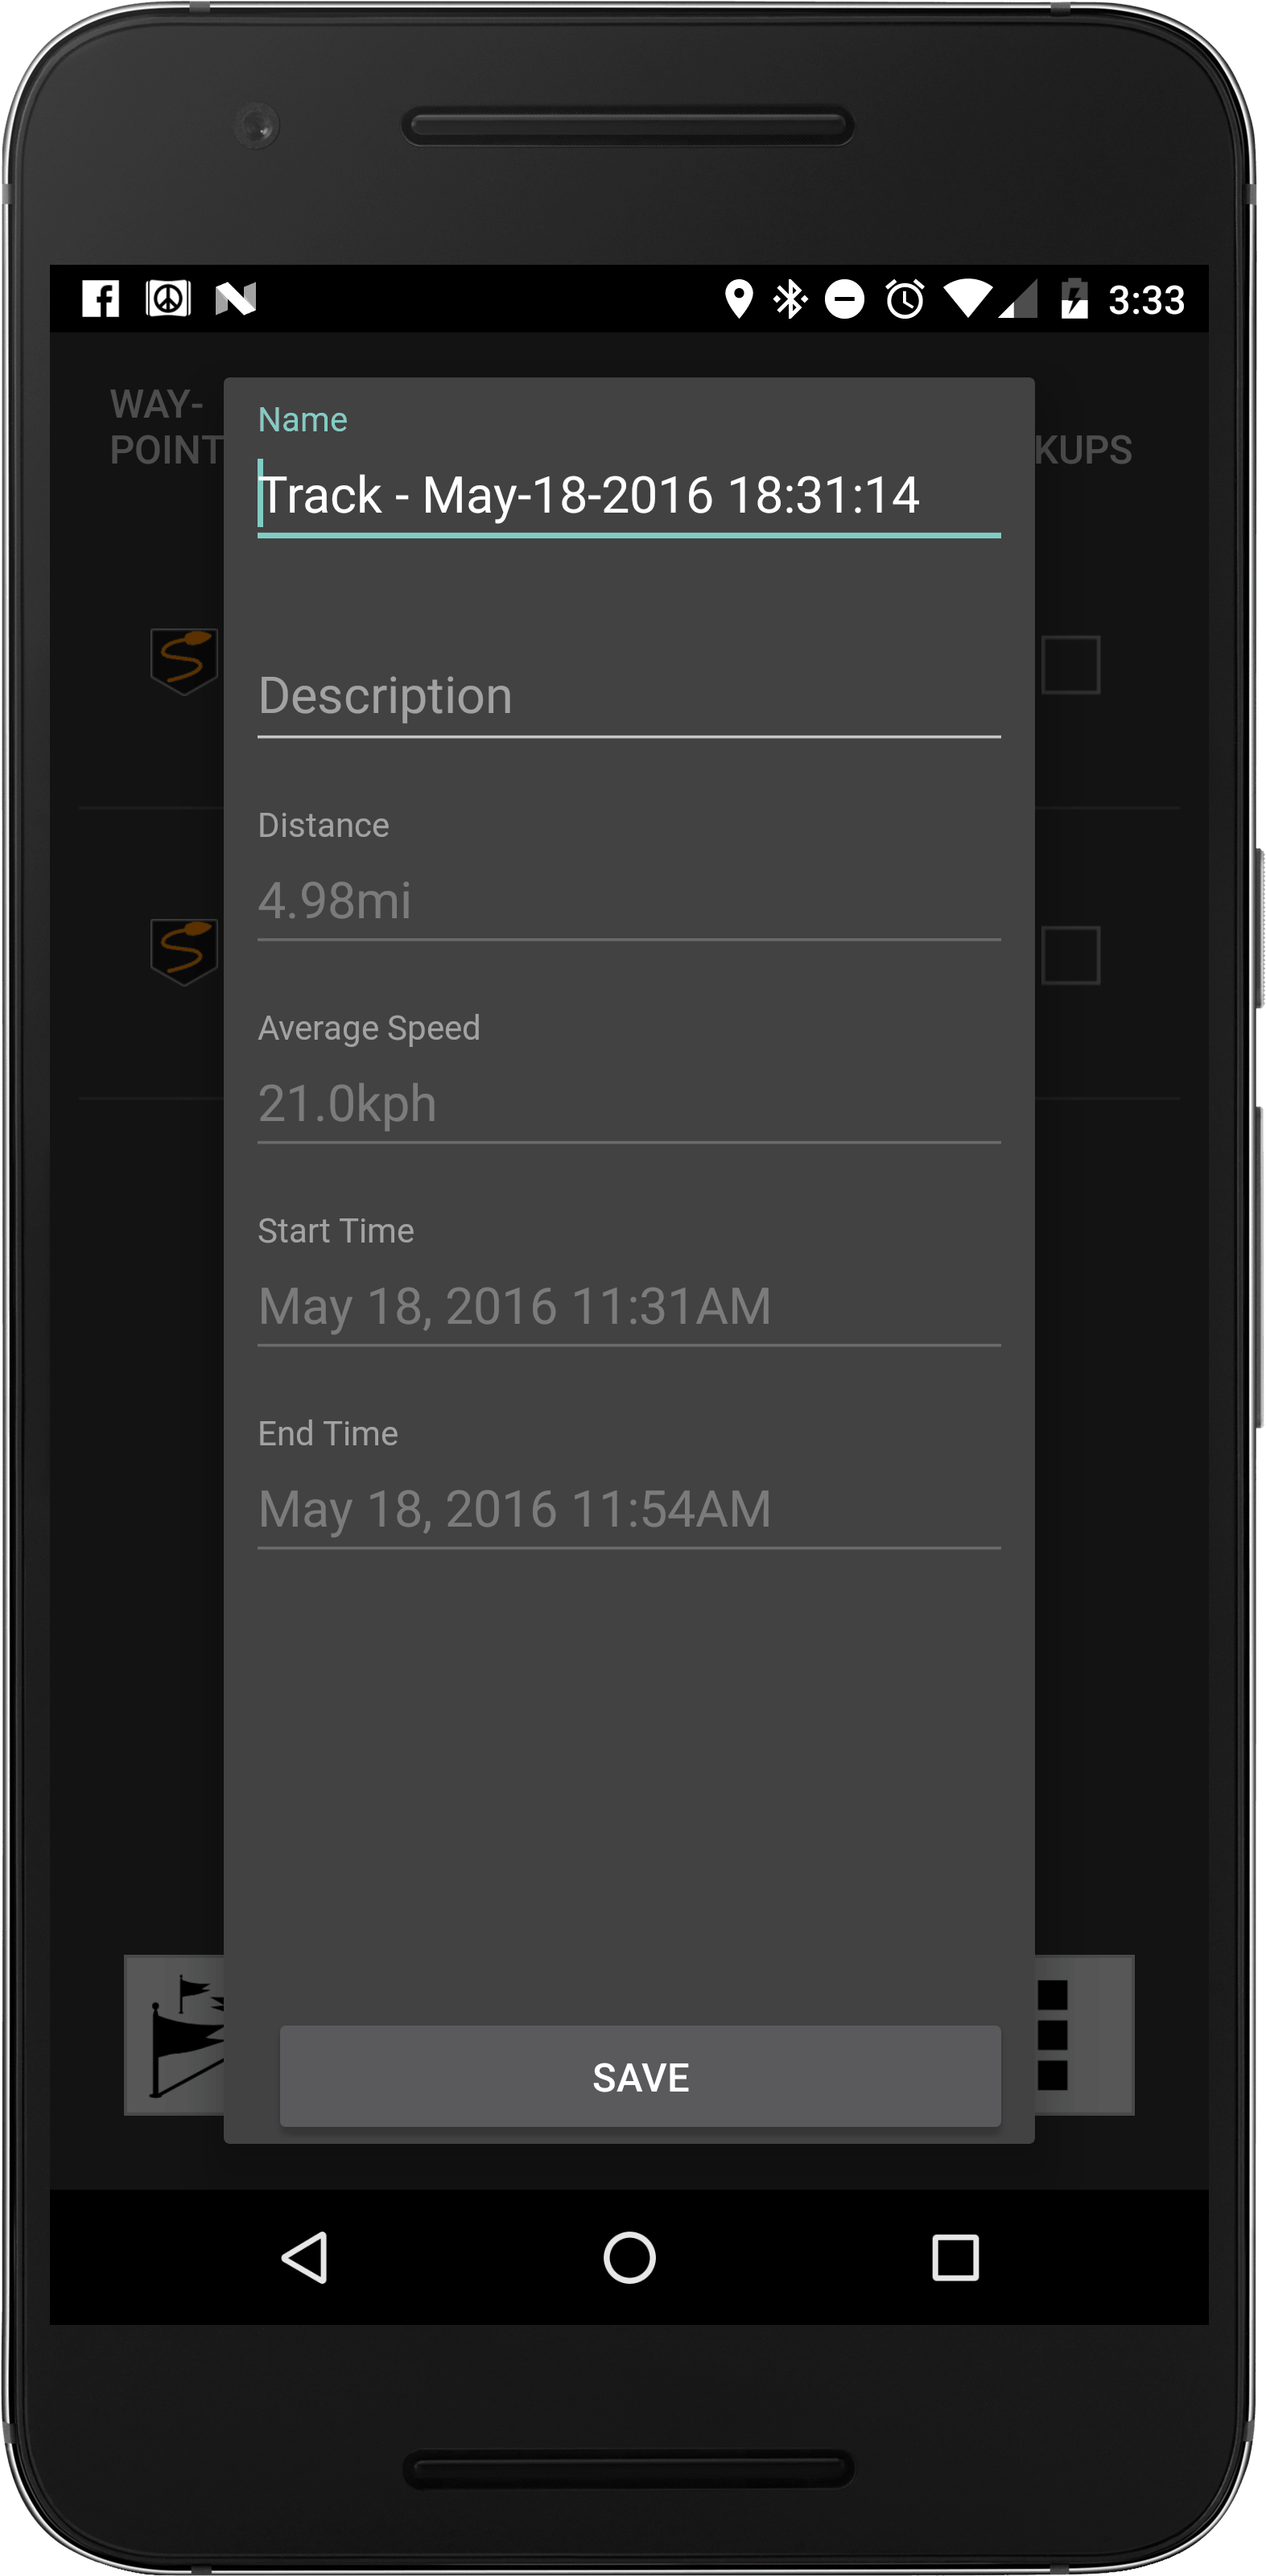 3:33
WAY-
POINT
KUPS
Name
Track - May-18-2016 18:31:14
Description
Distance
4.98mi
Average Speed
21.0kph
Start Time
May 18, 2016 11:31AM
End Time
May 18, 2016 11:54AM
SAVE